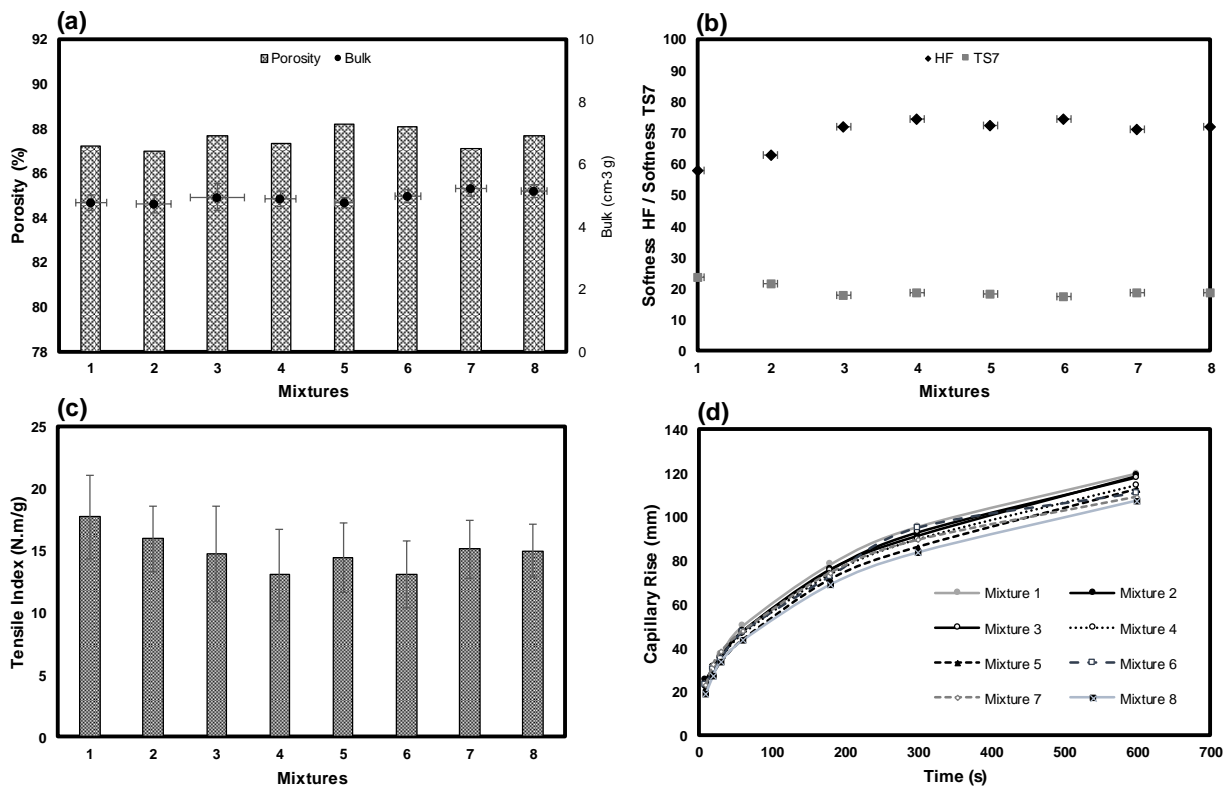 (a)
92
90
88
86
84
82
80
78
Porosity (%)
Porosity Bulk
10
8
6
4
2
0
Bulk (cm-3 g)
1 2 3 4 5 6 7 8
Mixtures
(b)
100
90
80
70
60
50
40
30
20
10
0
Softness HF / Softness TS7
HF TS7
1 2 3 4 5 6 7 8
Mixtures
(c)
25
20
15
10
5
0
Tensile Index (N.m/g)
1 2 3 4 5 6 7 8
Mixtures
(d)
140
120
100
80
60
40
20
0
Capillary Rise (mm)
Mixture 1 Mixture 2
Mixture 3 Mixture 4
Mixture 5 Mixture 6
Mixture 7 Mixture 8
0 100 200 300 400 500 600 700
Time (s)